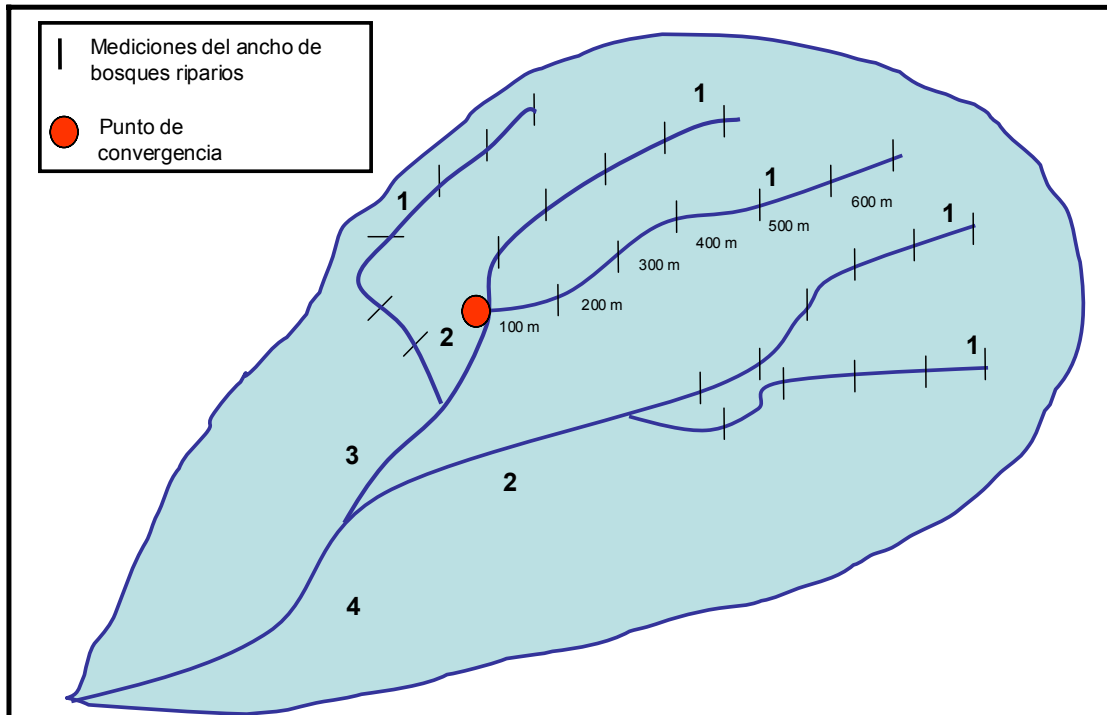 Mediciones del ancho de
bosques riparios
Punto de
convergencia
1
1
1
600 m
500 m
400 m
1
300 m
200 m
100 m
2
1
3
2
4